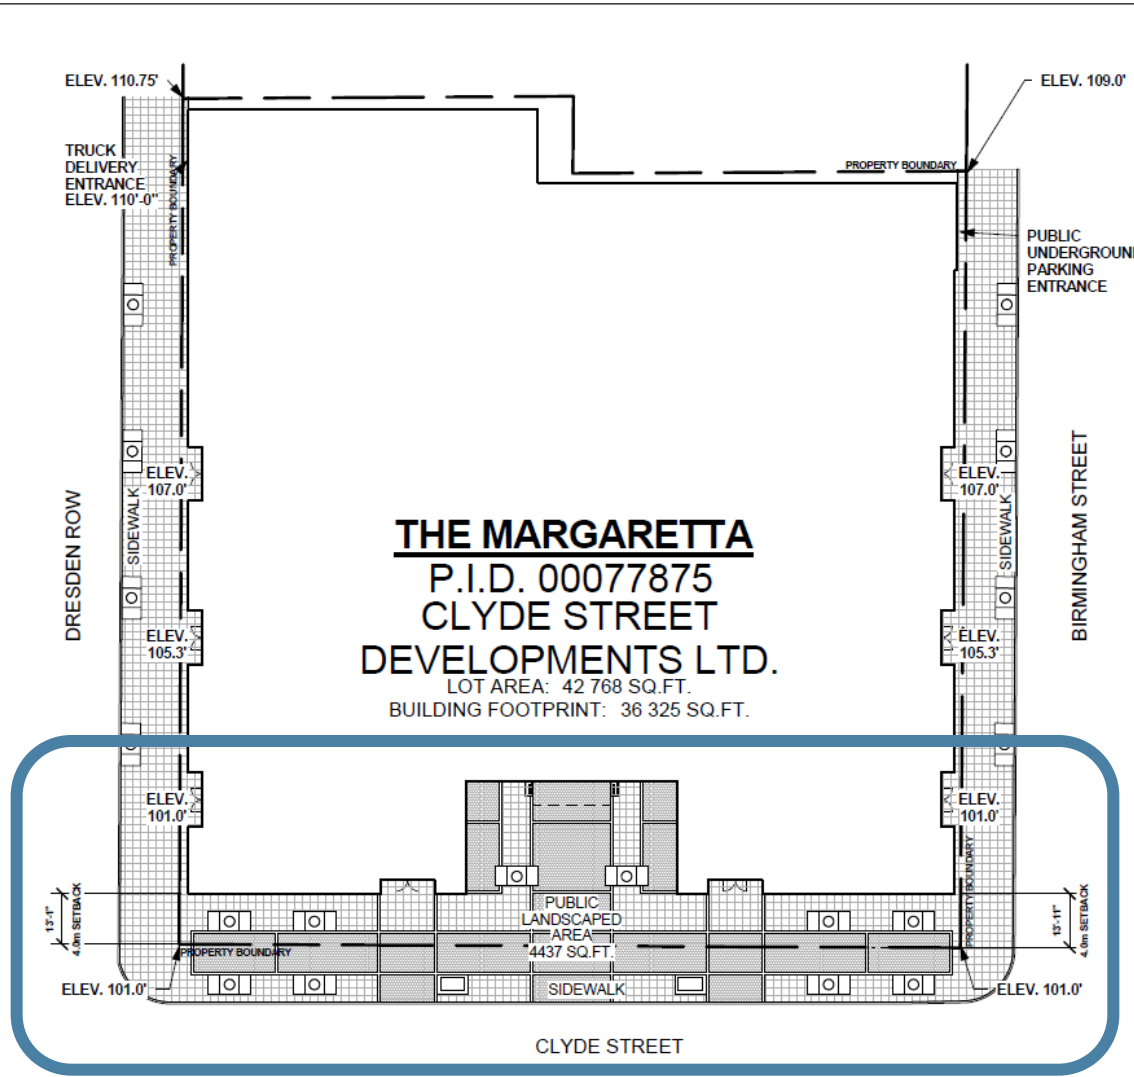 ELEV. 110.75'
ELEV. 109.0'
TRUCK
DELIVERY
ENTRANCE
ELEV. 110'-0"
PROPERTY BOUNDARY
PROPERTY BOUNDARY
PUBLIC
UNDERGROUND
PARKING
ENTRANCE
ELEV.
107.0'
ELEV.
107.0'
DRESDEN ROW
SIDEWALK
SIDEWALK
BIRMINGHAM STREET
THE MARGARETTA
P.I.D. 00077875
CLYDE STREET
DEVELOPMENTS LTD.
LOT AREA: 42 768 SQ.FT.
BUILDING FOOTPRINT: 36 325 SQ.FT.
ELEV.
105.3'
ELEV.
105.3'
ELEV.
101.0'
ELEV.
101.0'
13'-1"
4.0m SETBACK
PROPERTY BOUNDARY
13'-11"
4.0m SETBACK
PUBLIC
LANDSCAPED
AREA
4437 SQ.FT.
PROPERTY BOUNDARY
ELEV. 101.0'
SIDEWALK
ELEV. 101.0'
CLYDE STREET